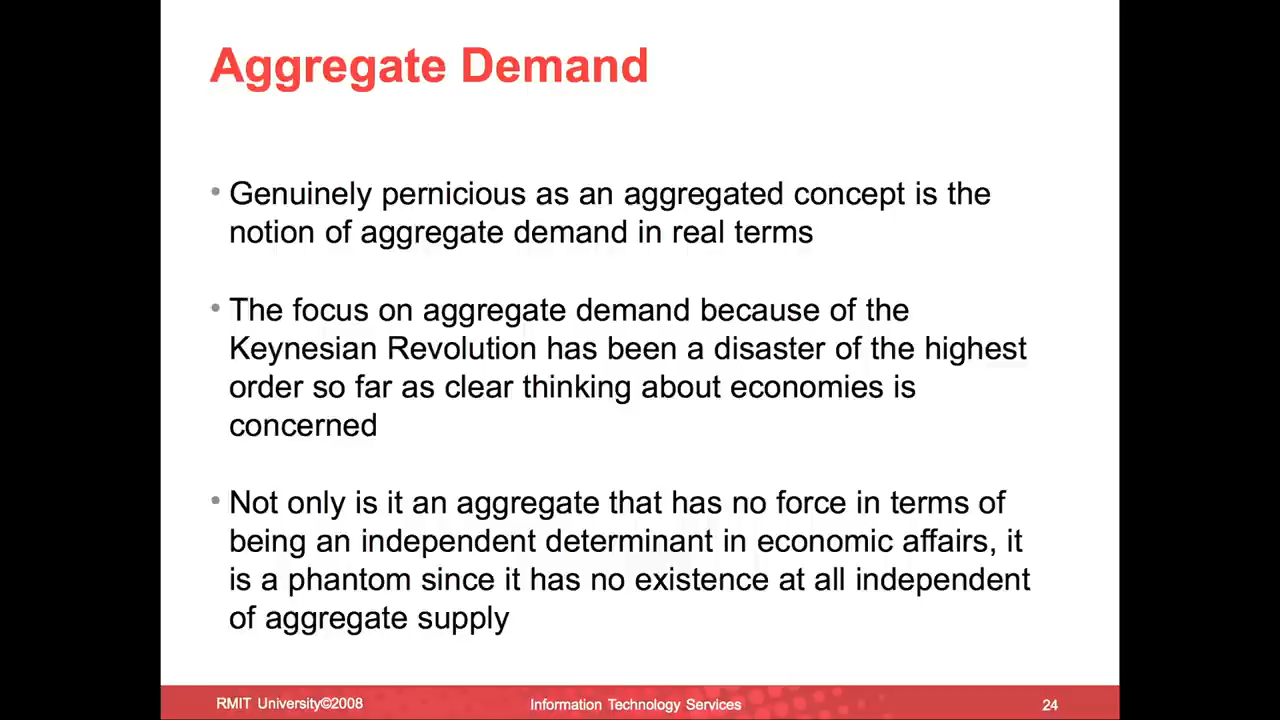 Aggregate Demand
• Genuinely pernicious as an aggregated concept is the
notion of aggregate demand in real terms
• The focus on aggregate demand because of the
Keynesian Revolution has been a disaster of the highest
order so far as clear thinking about economies is
concerned
• Not only is it an aggregate that has no force in terms of
being an independent determinant in economic affairs, it
is a phantom since it has no existence at all independent
of aggregate supply
RMIT University©2008
Information Technology Services
24